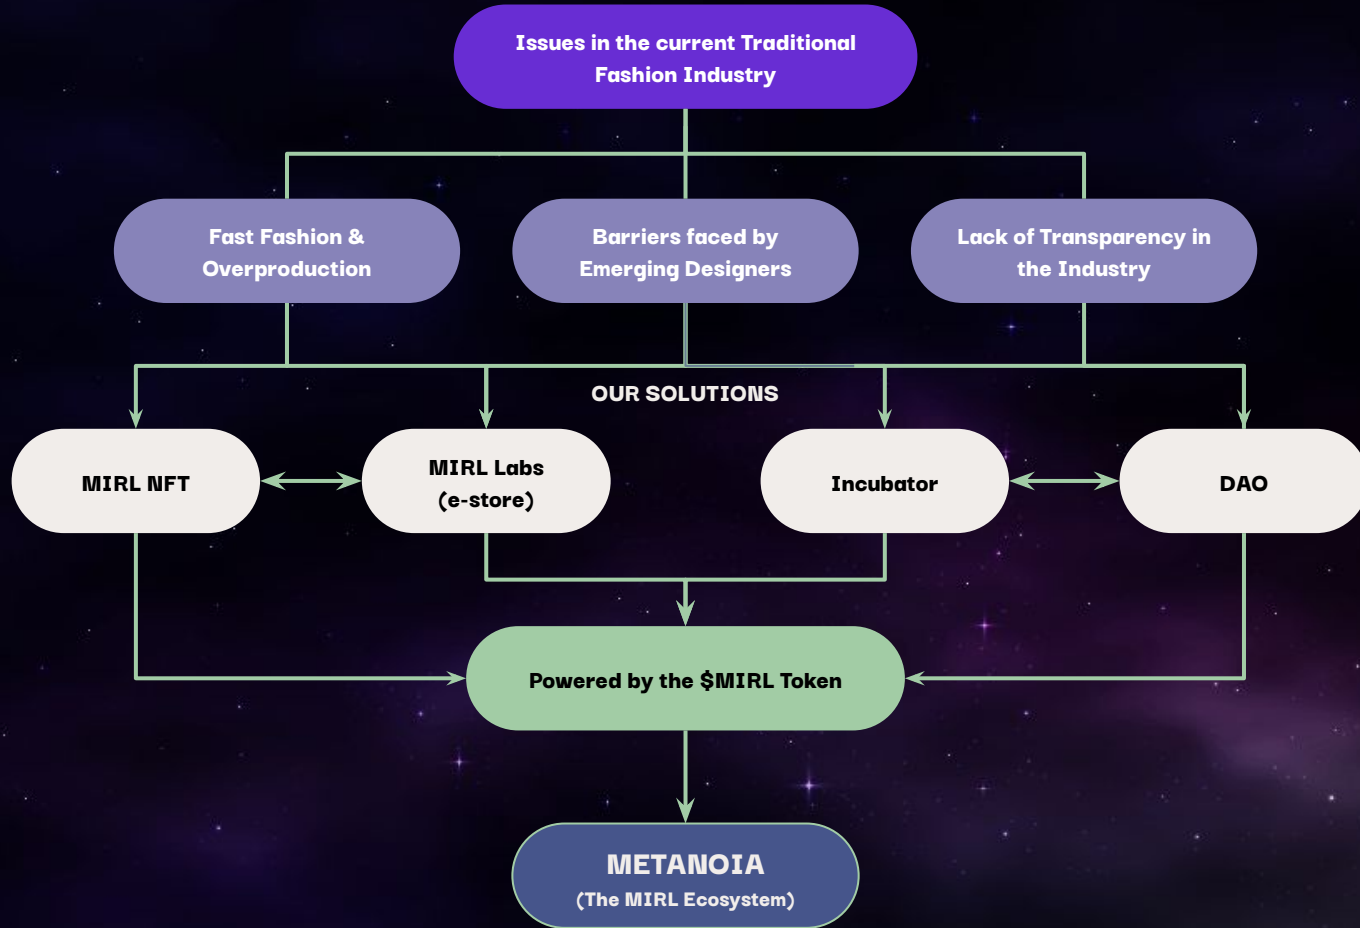 Issues in the current Traditional
Fashion Industry
Fast Fashion &
Overproduction
Barriers faced by
Emerging Designers
Lack of Transparency in
the Industry
OUR SOLUTIONS
MIRL NFT
MIRL Labs
(e-store)
Incubator
DAO
Powered by the $MIRL Token
METANOIA
(The MIRL Ecosystem)